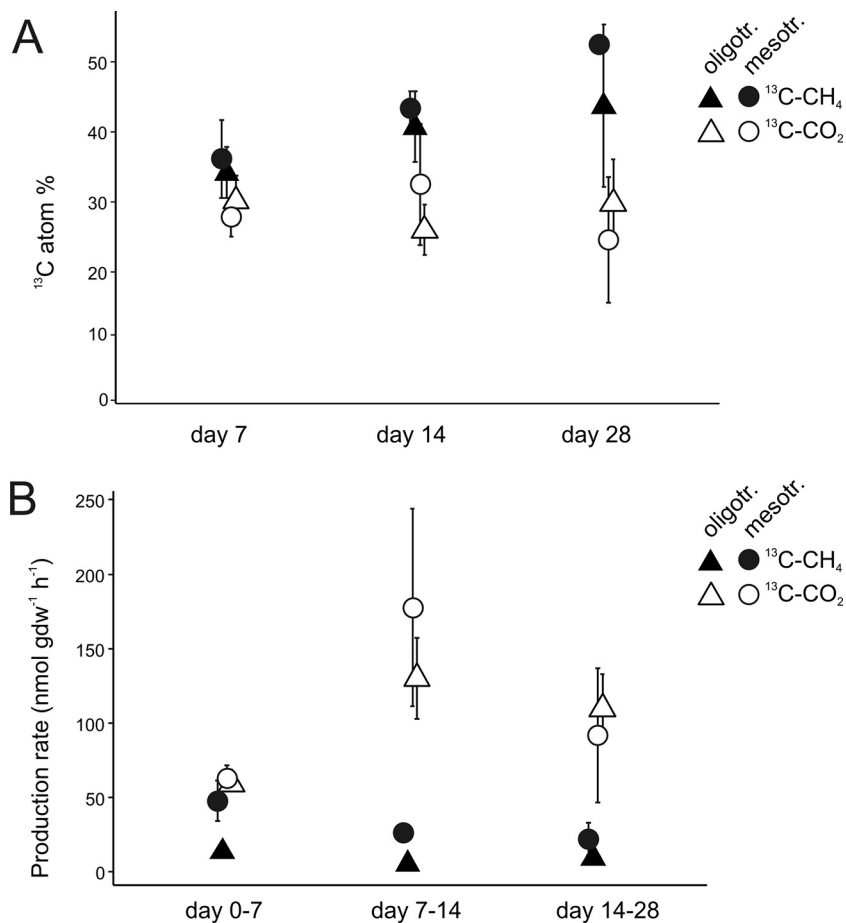 A
oligotr.
mesotr.
¹³C-CH₄
¹³C-CO₂
¹³C atom %
50
40
30
20
10
0
day 7
day 14
day 28
B
oligotr.
mesotr.
¹³C-CH₄
¹³C-CO₂
Production rate (nmol gdw⁻¹ h⁻¹)
250
200
150
100
50
0
day 0-7
day 7-14
day 14-28